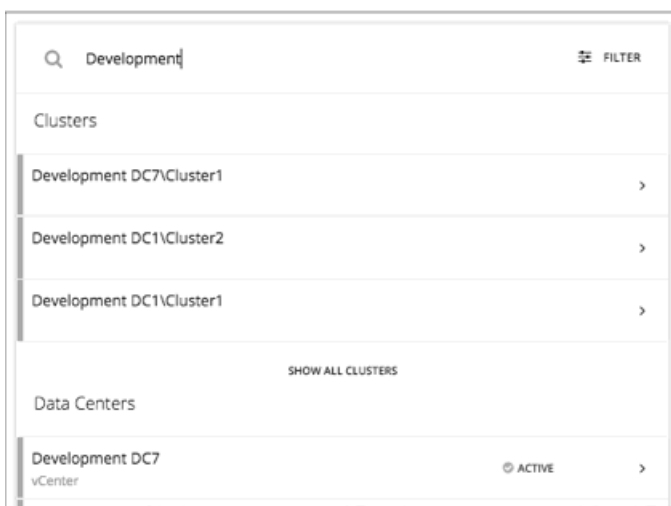 Development
FILTER
Clusters
Development DC7\Cluster1
Development DC1\Cluster2
Development DC1\Cluster1
SHOW ALL CLUSTERS
Data Centers
Development DC7
ACTIVE
vCenter